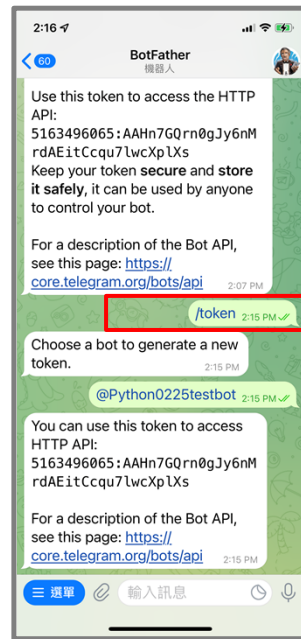 2:16
60
BotFather
機器人
Use this token to access the HTTP
API:
5163496065:AAHn7GQrn0gJy6nM
rdAEitCcqu7lwcXplXs
Keep your token secure and store
it safely, it can be used by anyone
to control your bot.
For a description of the Bot API,
see this page: https://
core.telegram.org/bots/api 2:07 PM
/token 2:15 PM
Choose a bot to generate a new
token. 2:15 PM
@Python0225testbot 2:15 PM
You can use this token to access
HTTP API:
5163496065:AAHn7GQrn0gJy6nM
rdAEitCcqu7lwcXplXs
For a description of the Bot API,
see this page: https://
core.telegram.org/bots/api 2:15 PM
選單
輸入訊息